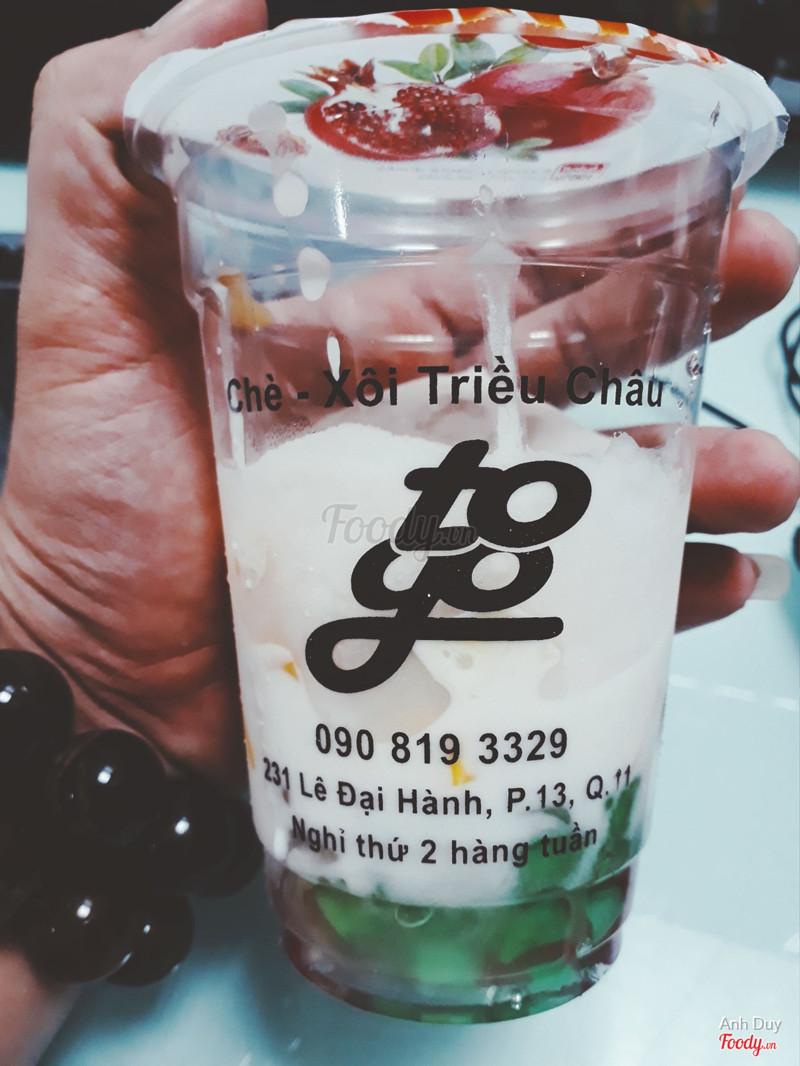 Chè - Xôi Triều Châu
to
yo
Foody.vn
090 819 3329
231 Lê Đại Hành, P.13, Q.11
Nghỉ thứ 2 hàng tuần
Anh Duy
Foody.vn